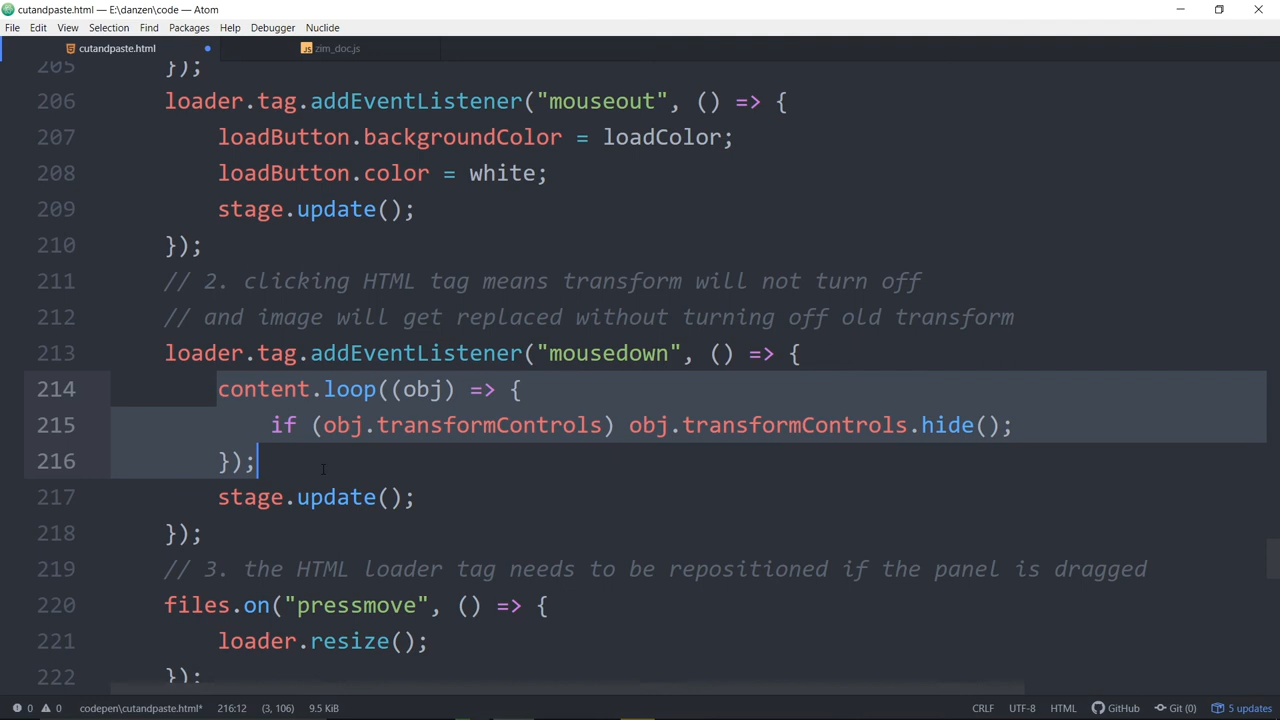 cutandpaste.html — E:\danzen\code — Atom
File Edit View Selection Find Packages Help Debugger Nuclide
cutandpaste.html zim_doc.js
205 });
206 loader.tag.addEventListener("mouseout", () => {
207 loadButton.backgroundColor = loadColor;
208 loadButton.color = white;
209 stage.update();
210 });
211 // 2. clicking HTML tag means transform will not turn off
212 // and image will get replaced without turning off old transform
213 loader.tag.addEventListener("mousedown", () => {
214 content.loop((obj) => {
215 if (obj.transformControls) obj.transformControls.hide();
216 });
217 stage.update();
218 });
219 // 3. the HTML loader tag needs to be repositioned if the panel is dragged
220 files.on("pressmove", () => {
221 loader.resize();
222 });
0 0 codepen\cutandpaste.html* 216:12 (3, 106) 9.5 KiB CRLF UTF-8 HTML GitHub Git (0) 5 updates